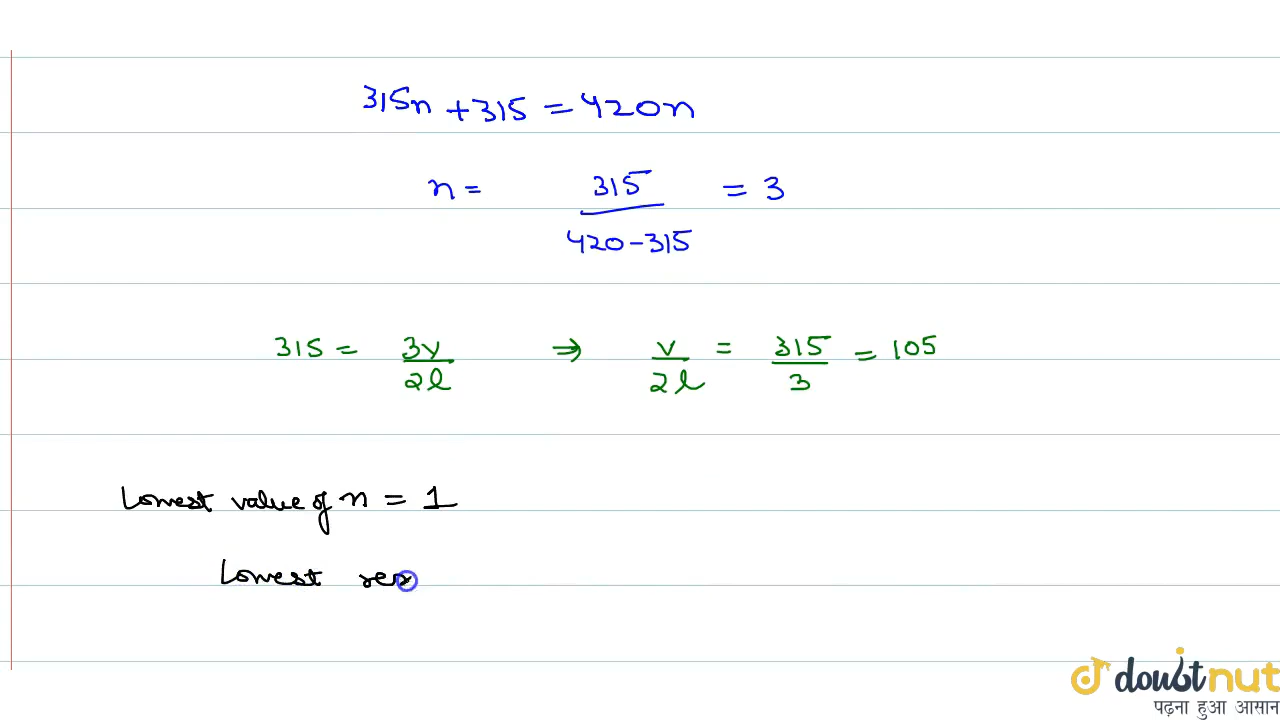 315n + 315 = 420n
n = 315 / 420 - 315 = 3
315 = 3v / 2l ⇒ v / 2l = 315 / 3 = 105
Lowest value of n = 1
Lowest res
doubtnut
पढ़ना हुआ आसान